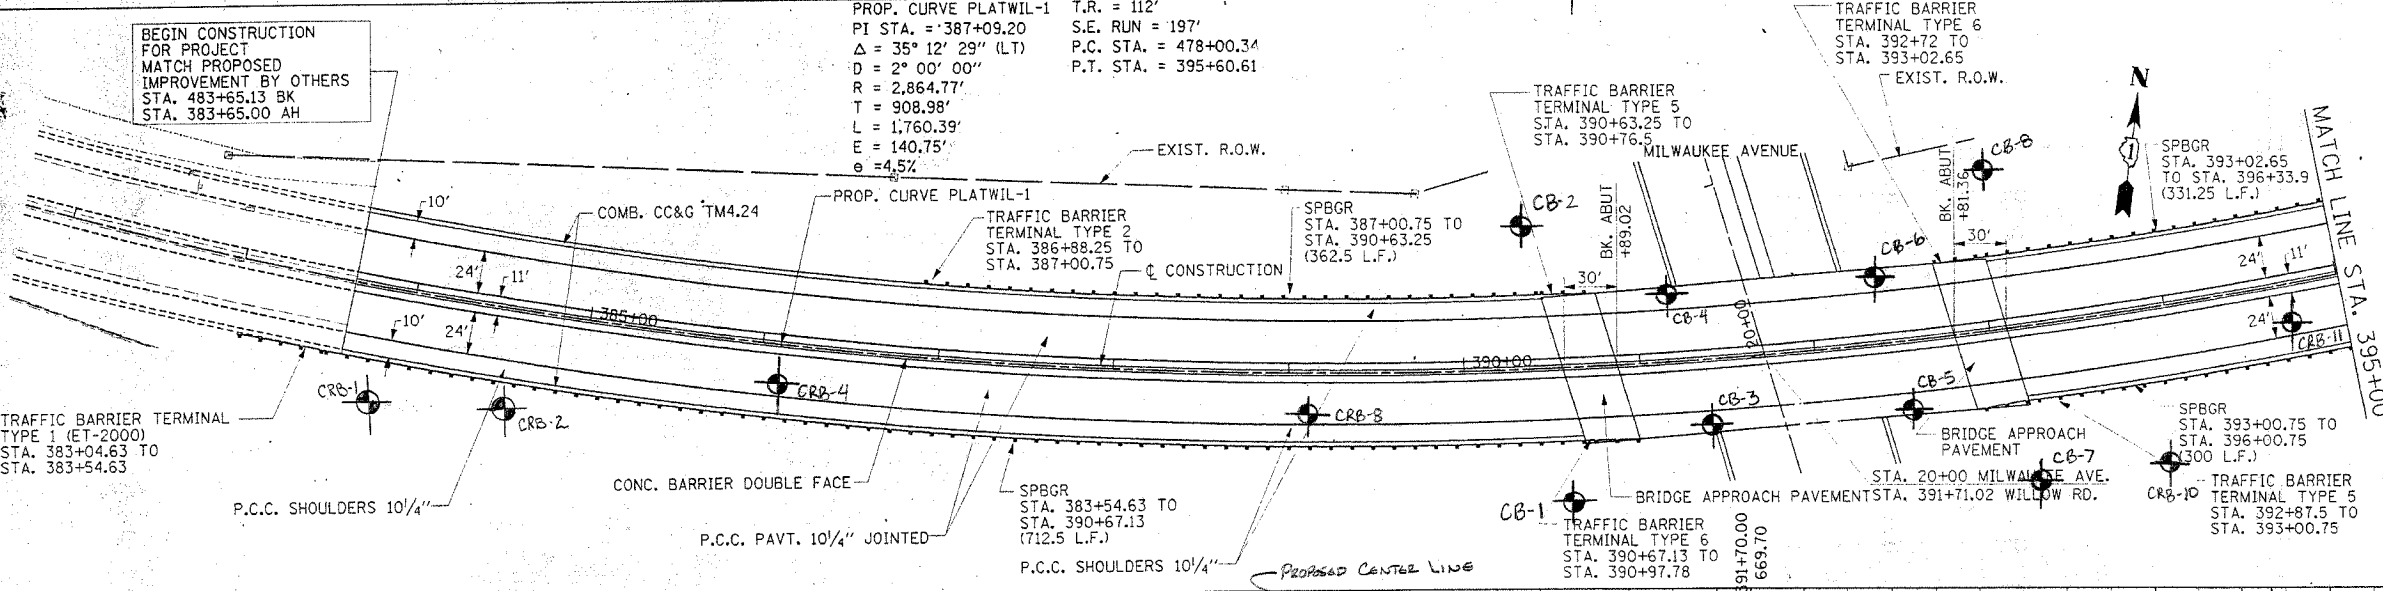 BEGIN CONSTRUCTION
FOR PROJECT
MATCH PROPOSED
IMPROVEMENT BY OTHERS
STA. 483+65.13 BK
STA. 383+65.00 AH
PROP. CURVE PLATWIL-1
PI STA. = 387+09.20
Δ = 35° 12' 29" (LT)
D = 2° 00' 00"
R = 2,864.77'
T = 908.98'
L = 1,760.39'
E = 140.75'
e = 4.5%
T.R. = 112'
S.E. RUN = 197'
P.C. STA. = 478+00.34
P.T. STA. = 395+60.61
TRAFFIC BARRIER
TERMINAL TYPE 6
STA. 392+72 TO
STA. 393+02.65
EXIST. R.O.W.
TRAFFIC BARRIER
TERMINAL TYPE 5
STA. 390+63.25 TO
STA. 390+76.5
MILWAUKEE AVENUE
N
MATCH LINE STA. 395+00
SPBGR
STA. 393+02.65
TO STA. 396+33.9
(331.25 L.F.)
CB-8
BK. ABUT
+81.36
30'
EXIST. R.O.W.
PROP. CURVE PLATWIL-1
COMB. CC&G TM4.24
10'
TRAFFIC BARRIER
TERMINAL TYPE 2
STA. 386+88.25 TO
STA. 387+00.75
SPBGR
STA. 387+00.75 TO
STA. 390+63.25
(362.5 L.F.)
CB-2
BK. ABUT
+89.02
30'
CB-6
CB-4
℄ CONSTRUCTION
24'
11'
24'
11'
385+00
390+00
20+00
10'
24'
24'
CRB-1
CRB-2
CRB-4
CRB-8
CB-3
CB-5
CRB-11
TRAFFIC BARRIER TERMINAL
TYPE 1 (ET-2000)
STA. 383+04.63 TO
STA. 383+54.63
P.C.C. SHOULDERS 10 1/4"
CONC. BARRIER DOUBLE FACE
P.C.C. PAVT. 10 1/4" JOINTED
SPBGR
STA. 383+54.63 TO
STA. 390+67.13
(712.5 L.F.)
P.C.C. SHOULDERS 10 1/4"
PROPOSED CENTER LINE
CB-1
TRAFFIC BARRIER
TERMINAL TYPE 6
STA. 390+67.13 TO
STA. 390+97.78
BRIDGE APPROACH PAVEMENT
BRIDGE APPROACH
PAVEMENT
STA. 20+00 MILWAUKEE AVE.
STA. 391+71.02 WILLOW RD.
391+70.00
669.70
CB-7
CRB-10
SPBGR
STA. 393+00.75 TO
STA. 396+00.75
(300 L.F.)
TRAFFIC BARRIER
TERMINAL TYPE 5
STA. 392+87.5 TO
STA. 393+00.75